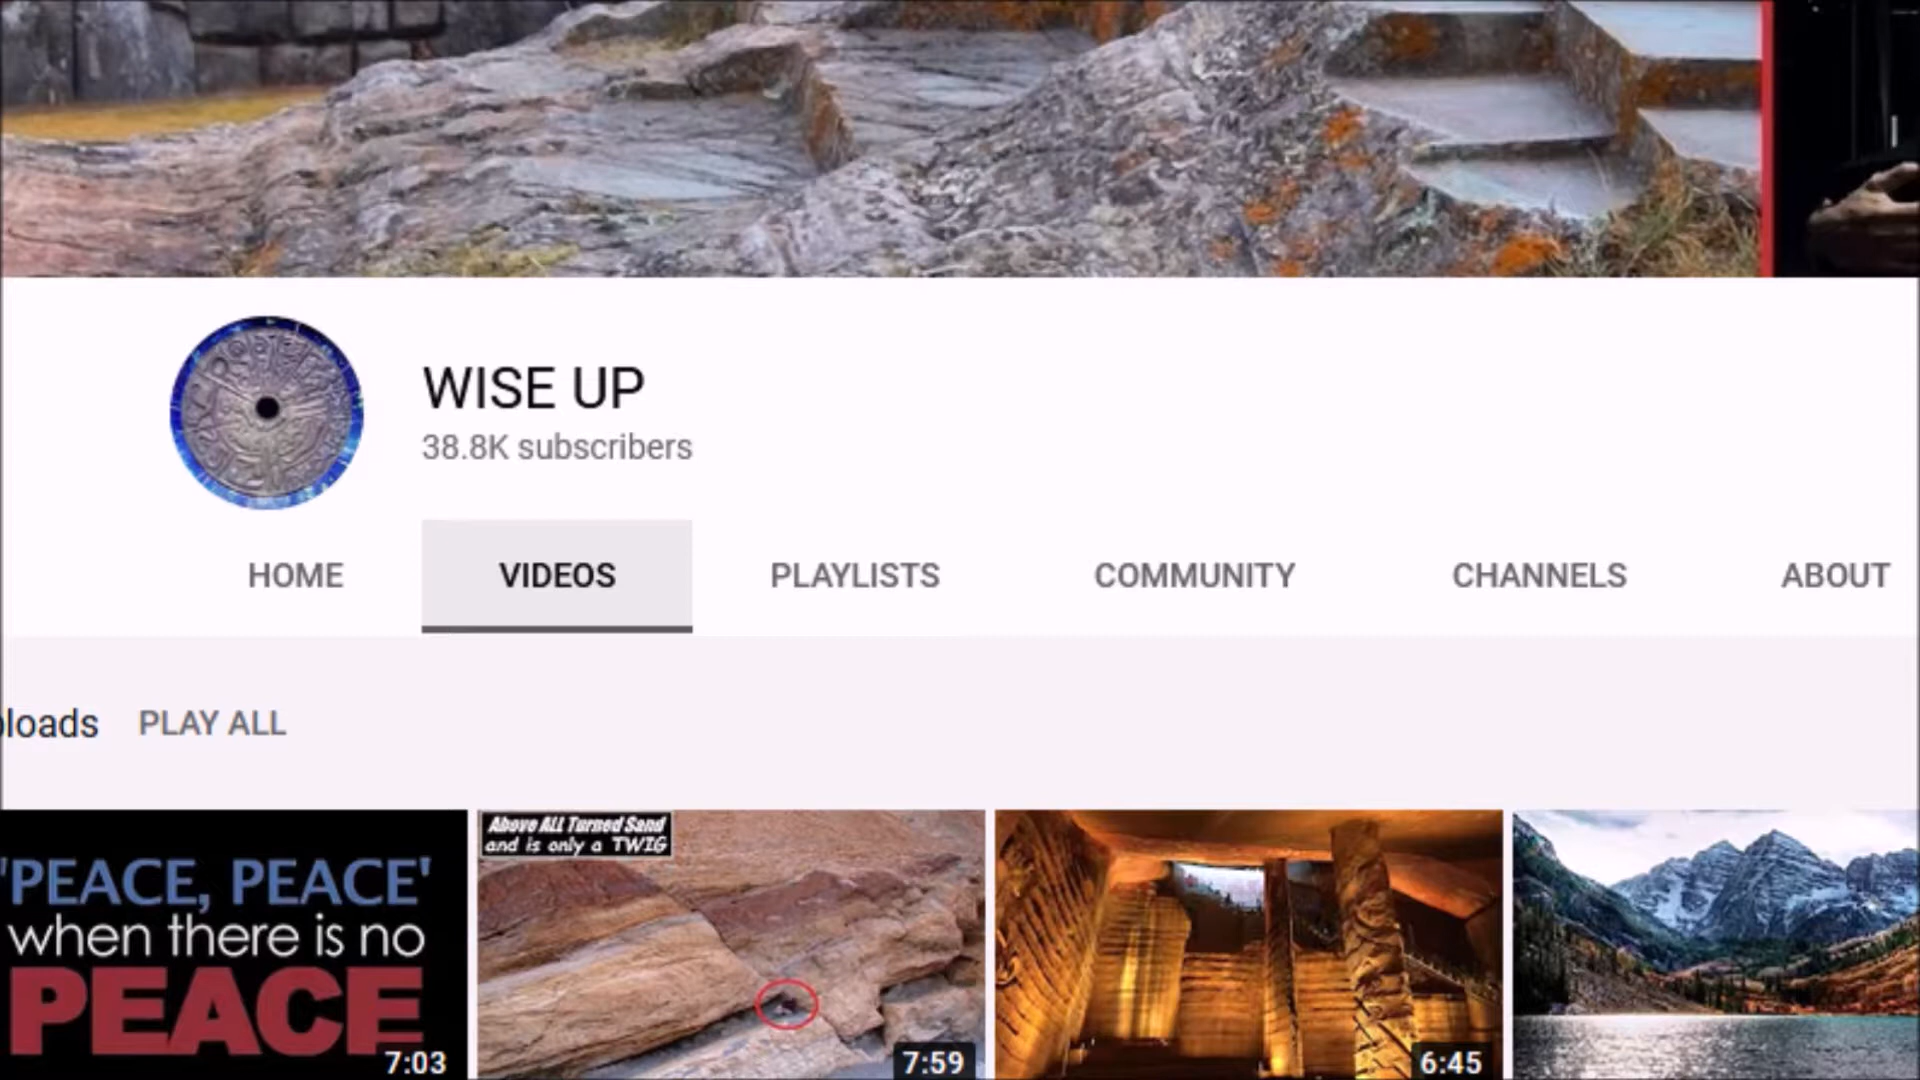 WISE UP
38.8K subscribers
HOME VIDEOS PLAYLISTS COMMUNITY CHANNELS ABOUT
ploads PLAY ALL
'PEACE, PEACE'
when there is no
PEACE
7:03
Above ALL Turned Sand
and is only a TWIG
7:59
6:45